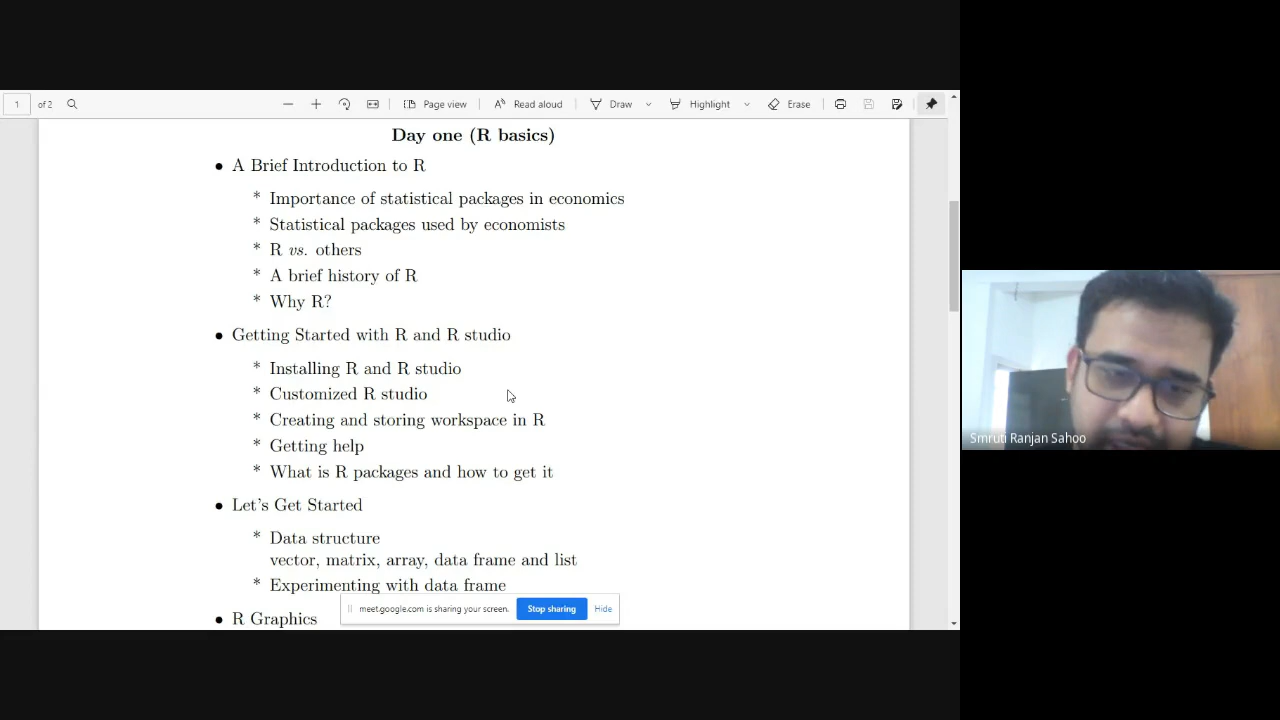 1 of 2 Page view Read aloud Draw Highlight Erase
Day one (R basics)
• A Brief Introduction to R
* Importance of statistical packages in economics
* Statistical packages used by economists
* R vs. others
* A brief history of R
* Why R?
• Getting Started with R and R studio
* Installing R and R studio
* Customized R studio
* Creating and storing workspace in R
* Getting help
* What is R packages and how to get it
• Let's Get Started
* Data structure
vector, matrix, array, data frame and list
* Experimenting with data frame
meet.google.com is sharing your screen. Stop sharing Hide
• R Graphics
Smruti Ranjan Sahoo